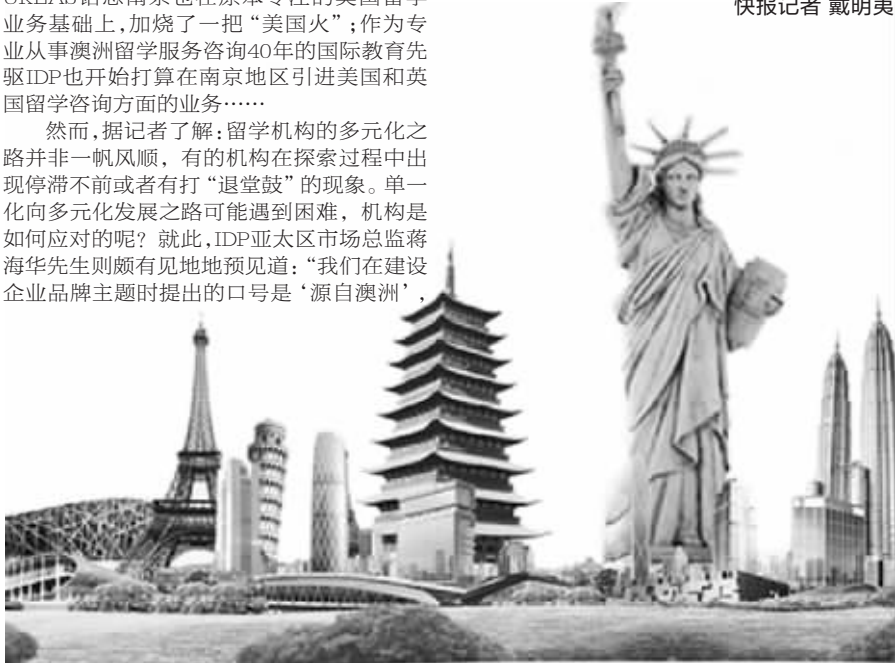 业务基础上,加烧了一把“美国火”;作为专
业从事澳洲留学服务咨询40年的国际教育先
驱IDP也开始打算在南京地区引进美国和英
国留学咨询方面的业务……
然而,据记者了解:留学机构的多元化之
路并非一帆风顺,有的机构在探索过程中出
现停滞不前或者有打“退堂鼓”的现象。单一
化向多元化发展之路可能遇到困难,机构是
如何应对的呢?就此,IDP亚太区市场总监蒋
海华先生则颇有见地地预见道:“我们在建设
企业品牌主题时提出的口号是‘源自澳洲’,
快报记者 戴明夷